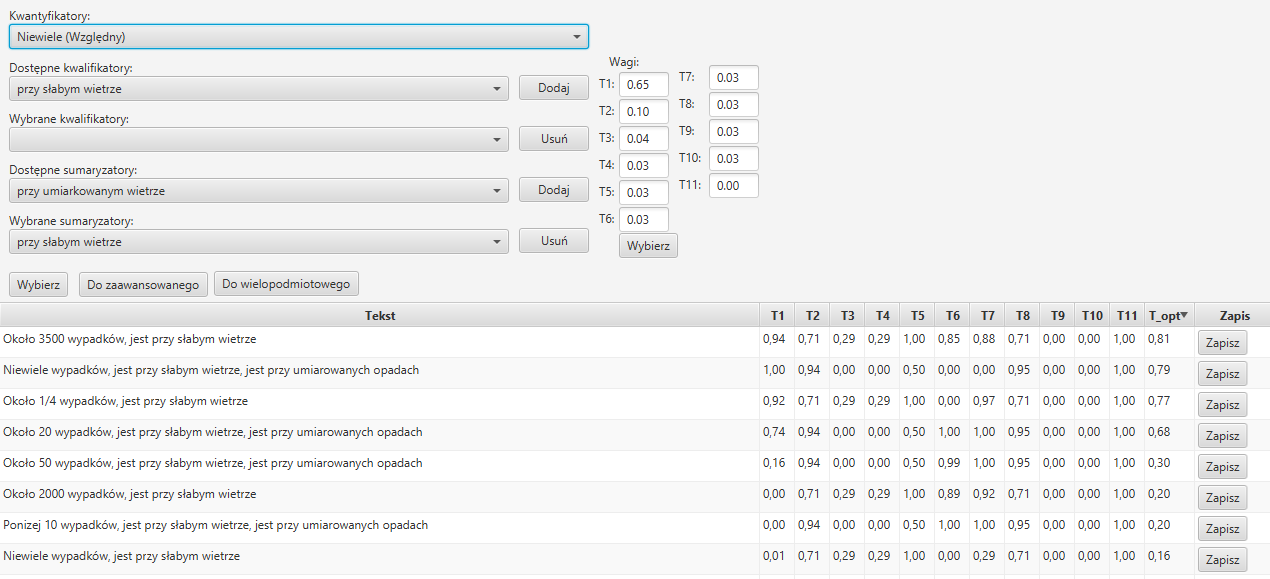 Kwantyfikatory:
Niewiele (Względny)
Dostępne kwalifikatory:
przy słabym wietrze
Dodaj
Wybrane kwalifikatory:
Usuń
Dostępne sumaryzatory:
przy umiarkowanym wietrze
Dodaj
Wybrane sumaryzatory:
przy słabym wietrze
Usuń
Wagi:
T1: 0.65
T2: 0.10
T3: 0.04
T4: 0.03
T5: 0.03
T6: 0.03
Wybierz
T7: 0.03
T8: 0.03
T9: 0.03
T10: 0.03
T11: 0.00
Wybierz Do zaawansowanego Do wielopodmiotowego
Tekst T1 T2 T3 T4 T5 T6 T7 T8 T9 T10 T11 T_opt Zapis
Około 3500 wypadków, jest przy słabym wietrze 0,94 0,71 0,29 0,29 1,00 0,85 0,88 0,71 0,00 0,00 1,00 0,81 Zapisz
Niewiele wypadków, jest przy słabym wietrze, jest przy umiarowanych opadach 1,00 0,94 0,00 0,00 0,50 0,00 0,00 0,95 0,00 0,00 1,00 0,79 Zapisz
Około 1/4 wypadków, jest przy słabym wietrze 0,92 0,71 0,29 0,29 1,00 0,00 0,97 0,71 0,00 0,00 1,00 0,77 Zapisz
Około 20 wypadków, jest przy słabym wietrze, jest przy umiarowanych opadach 0,74 0,94 0,00 0,00 0,50 1,00 1,00 0,95 0,00 0,00 1,00 0,68 Zapisz
Około 50 wypadków, jest przy słabym wietrze, jest przy umiarowanych opadach 0,16 0,94 0,00 0,00 0,50 0,99 1,00 0,95 0,00 0,00 1,00 0,30 Zapisz
Około 2000 wypadków, jest przy słabym wietrze 0,00 0,71 0,29 0,29 1,00 0,89 0,92 0,71 0,00 0,00 1,00 0,20 Zapisz
Ponizej 10 wypadków, jest przy słabym wietrze, jest przy umiarowanych opadach 0,00 0,94 0,00 0,00 0,50 1,00 1,00 0,95 0,00 0,00 1,00 0,20 Zapisz
Niewiele wypadków, jest przy słabym wietrze 0,01 0,71 0,29 0,29 1,00 0,00 0,29 0,71 0,00 0,00 1,00 0,16 Zapisz